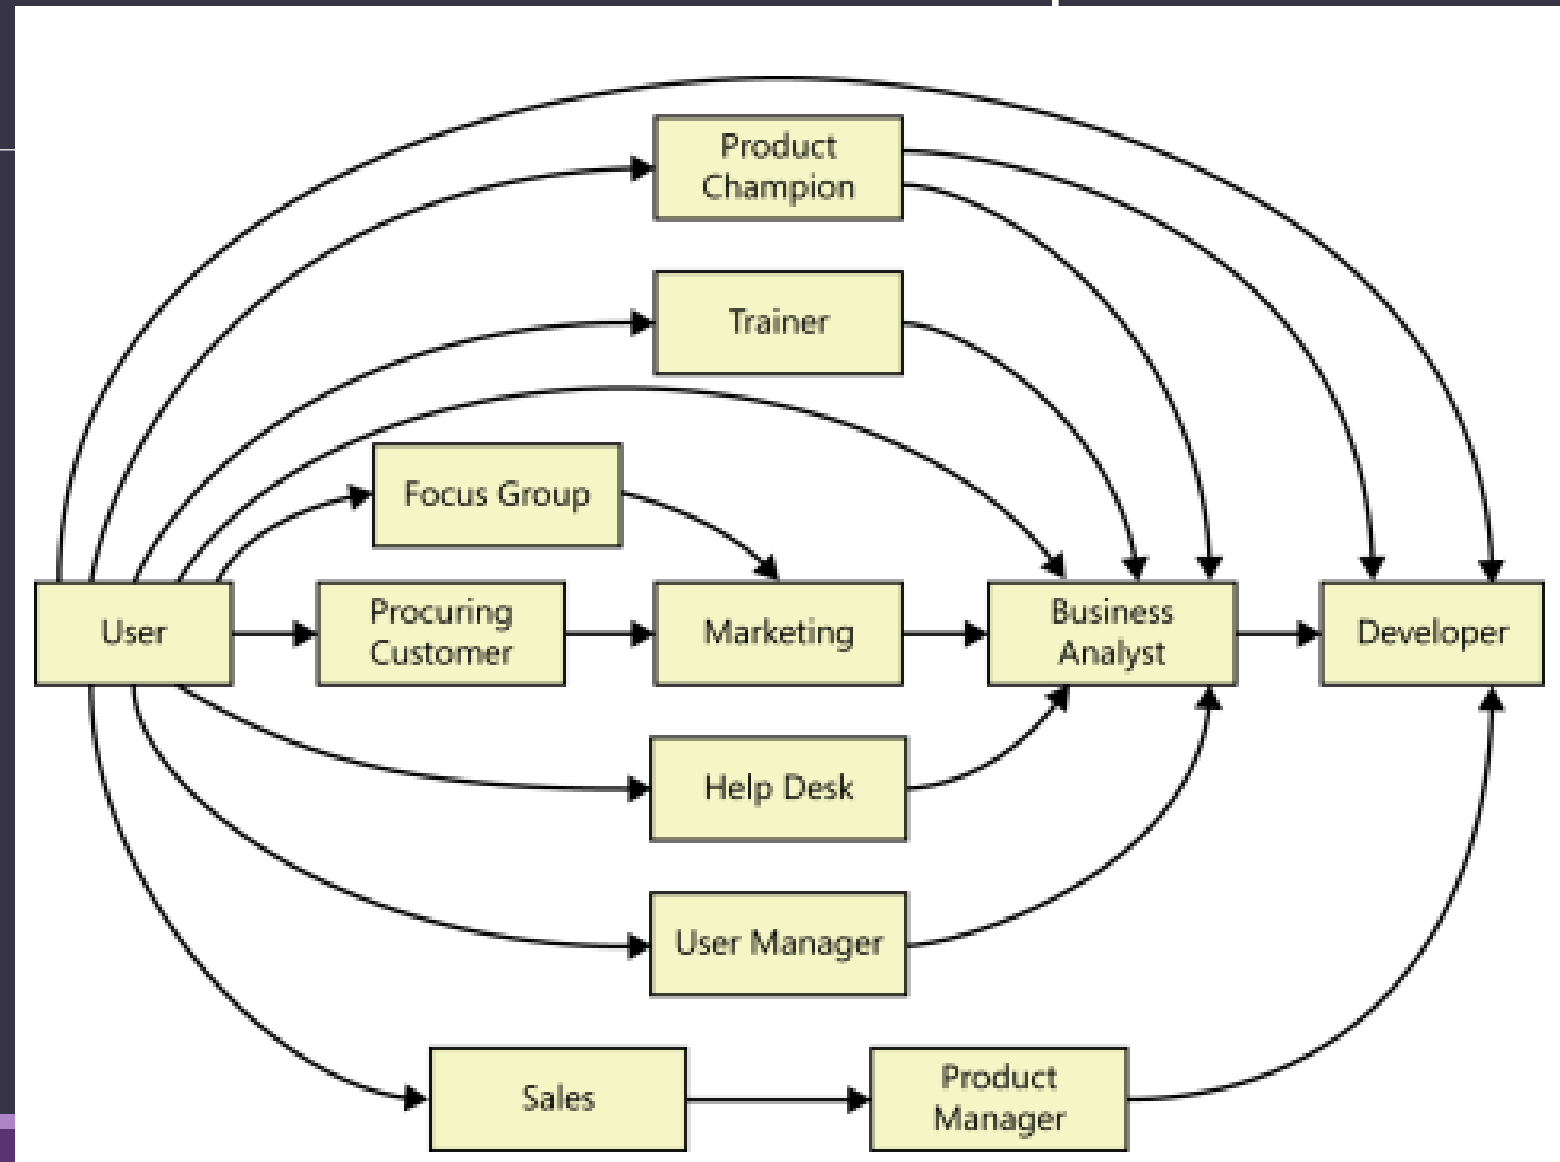 Product
Champion
Trainer
Focus Group
User
Procuring
Customer
Marketing
Business
Analyst
Developer
Help Desk
User Manager
Sales
Product
Manager